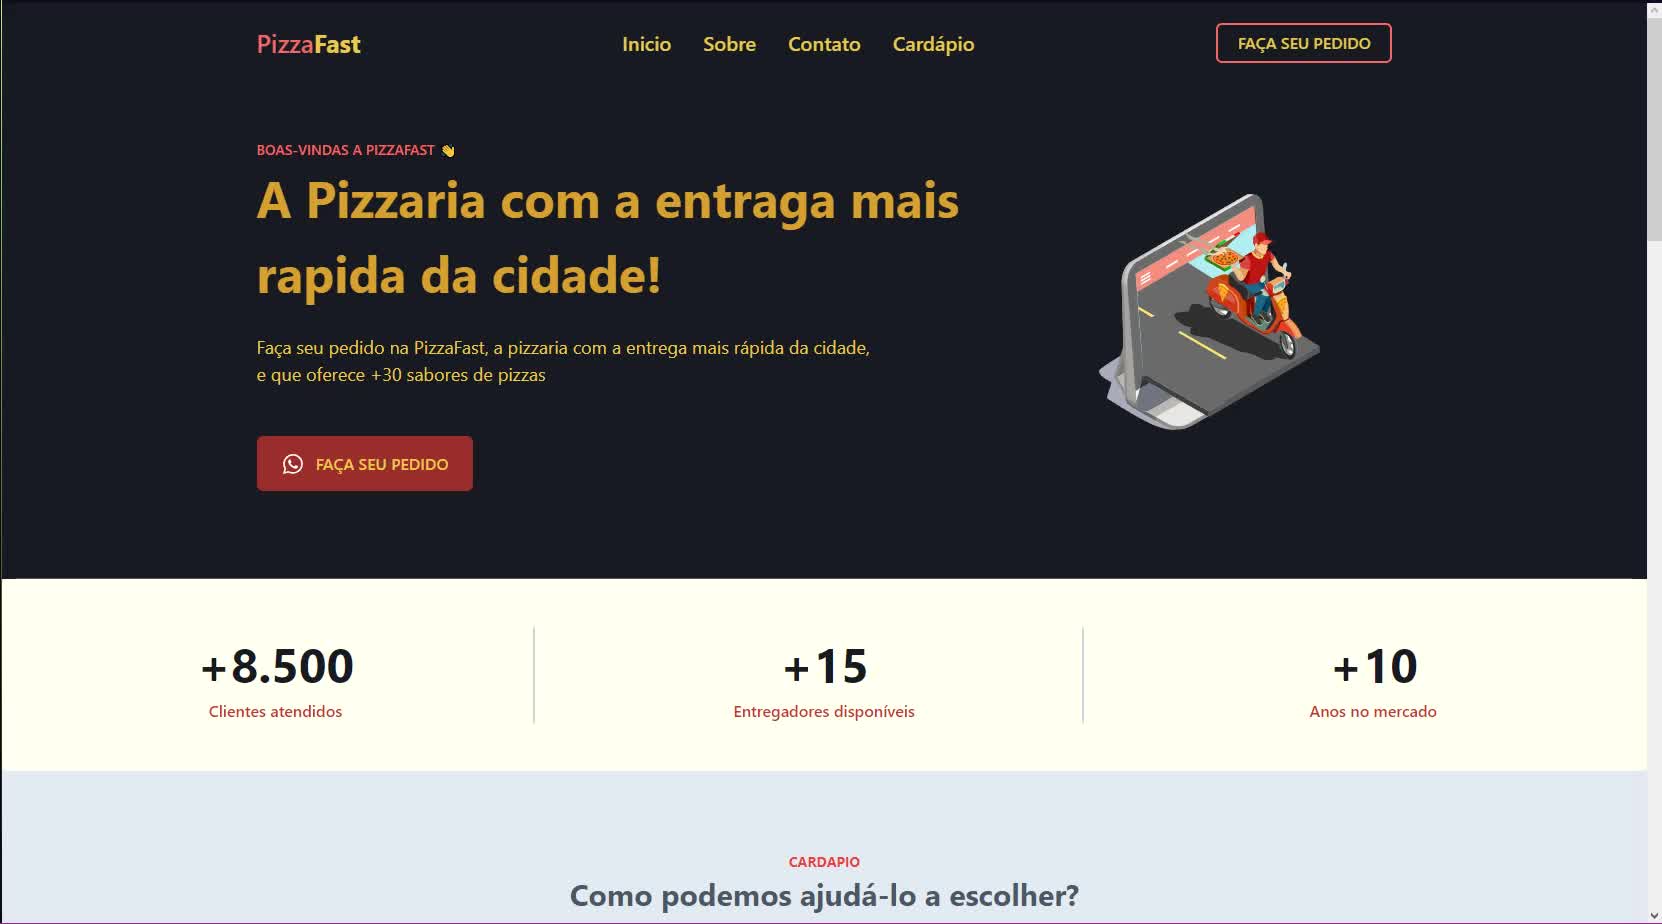 PizzaFast
Inicio Sobre Contato Cardápio
FAÇA SEU PEDIDO
BOAS-VINDAS A PIZZAFAST 👋
A Pizzaria com a entraga mais
rapida da cidade!
Faça seu pedido na PizzaFast, a pizzaria com a entrega mais rápida da cidade,
e que oferece +30 sabores de pizzas
FAÇA SEU PEDIDO
+8.500
Clientes atendidos
+15
Entregadores disponíveis
+10
Anos no mercado
CARDAPIO
Como podemos ajudá-lo a escolher?